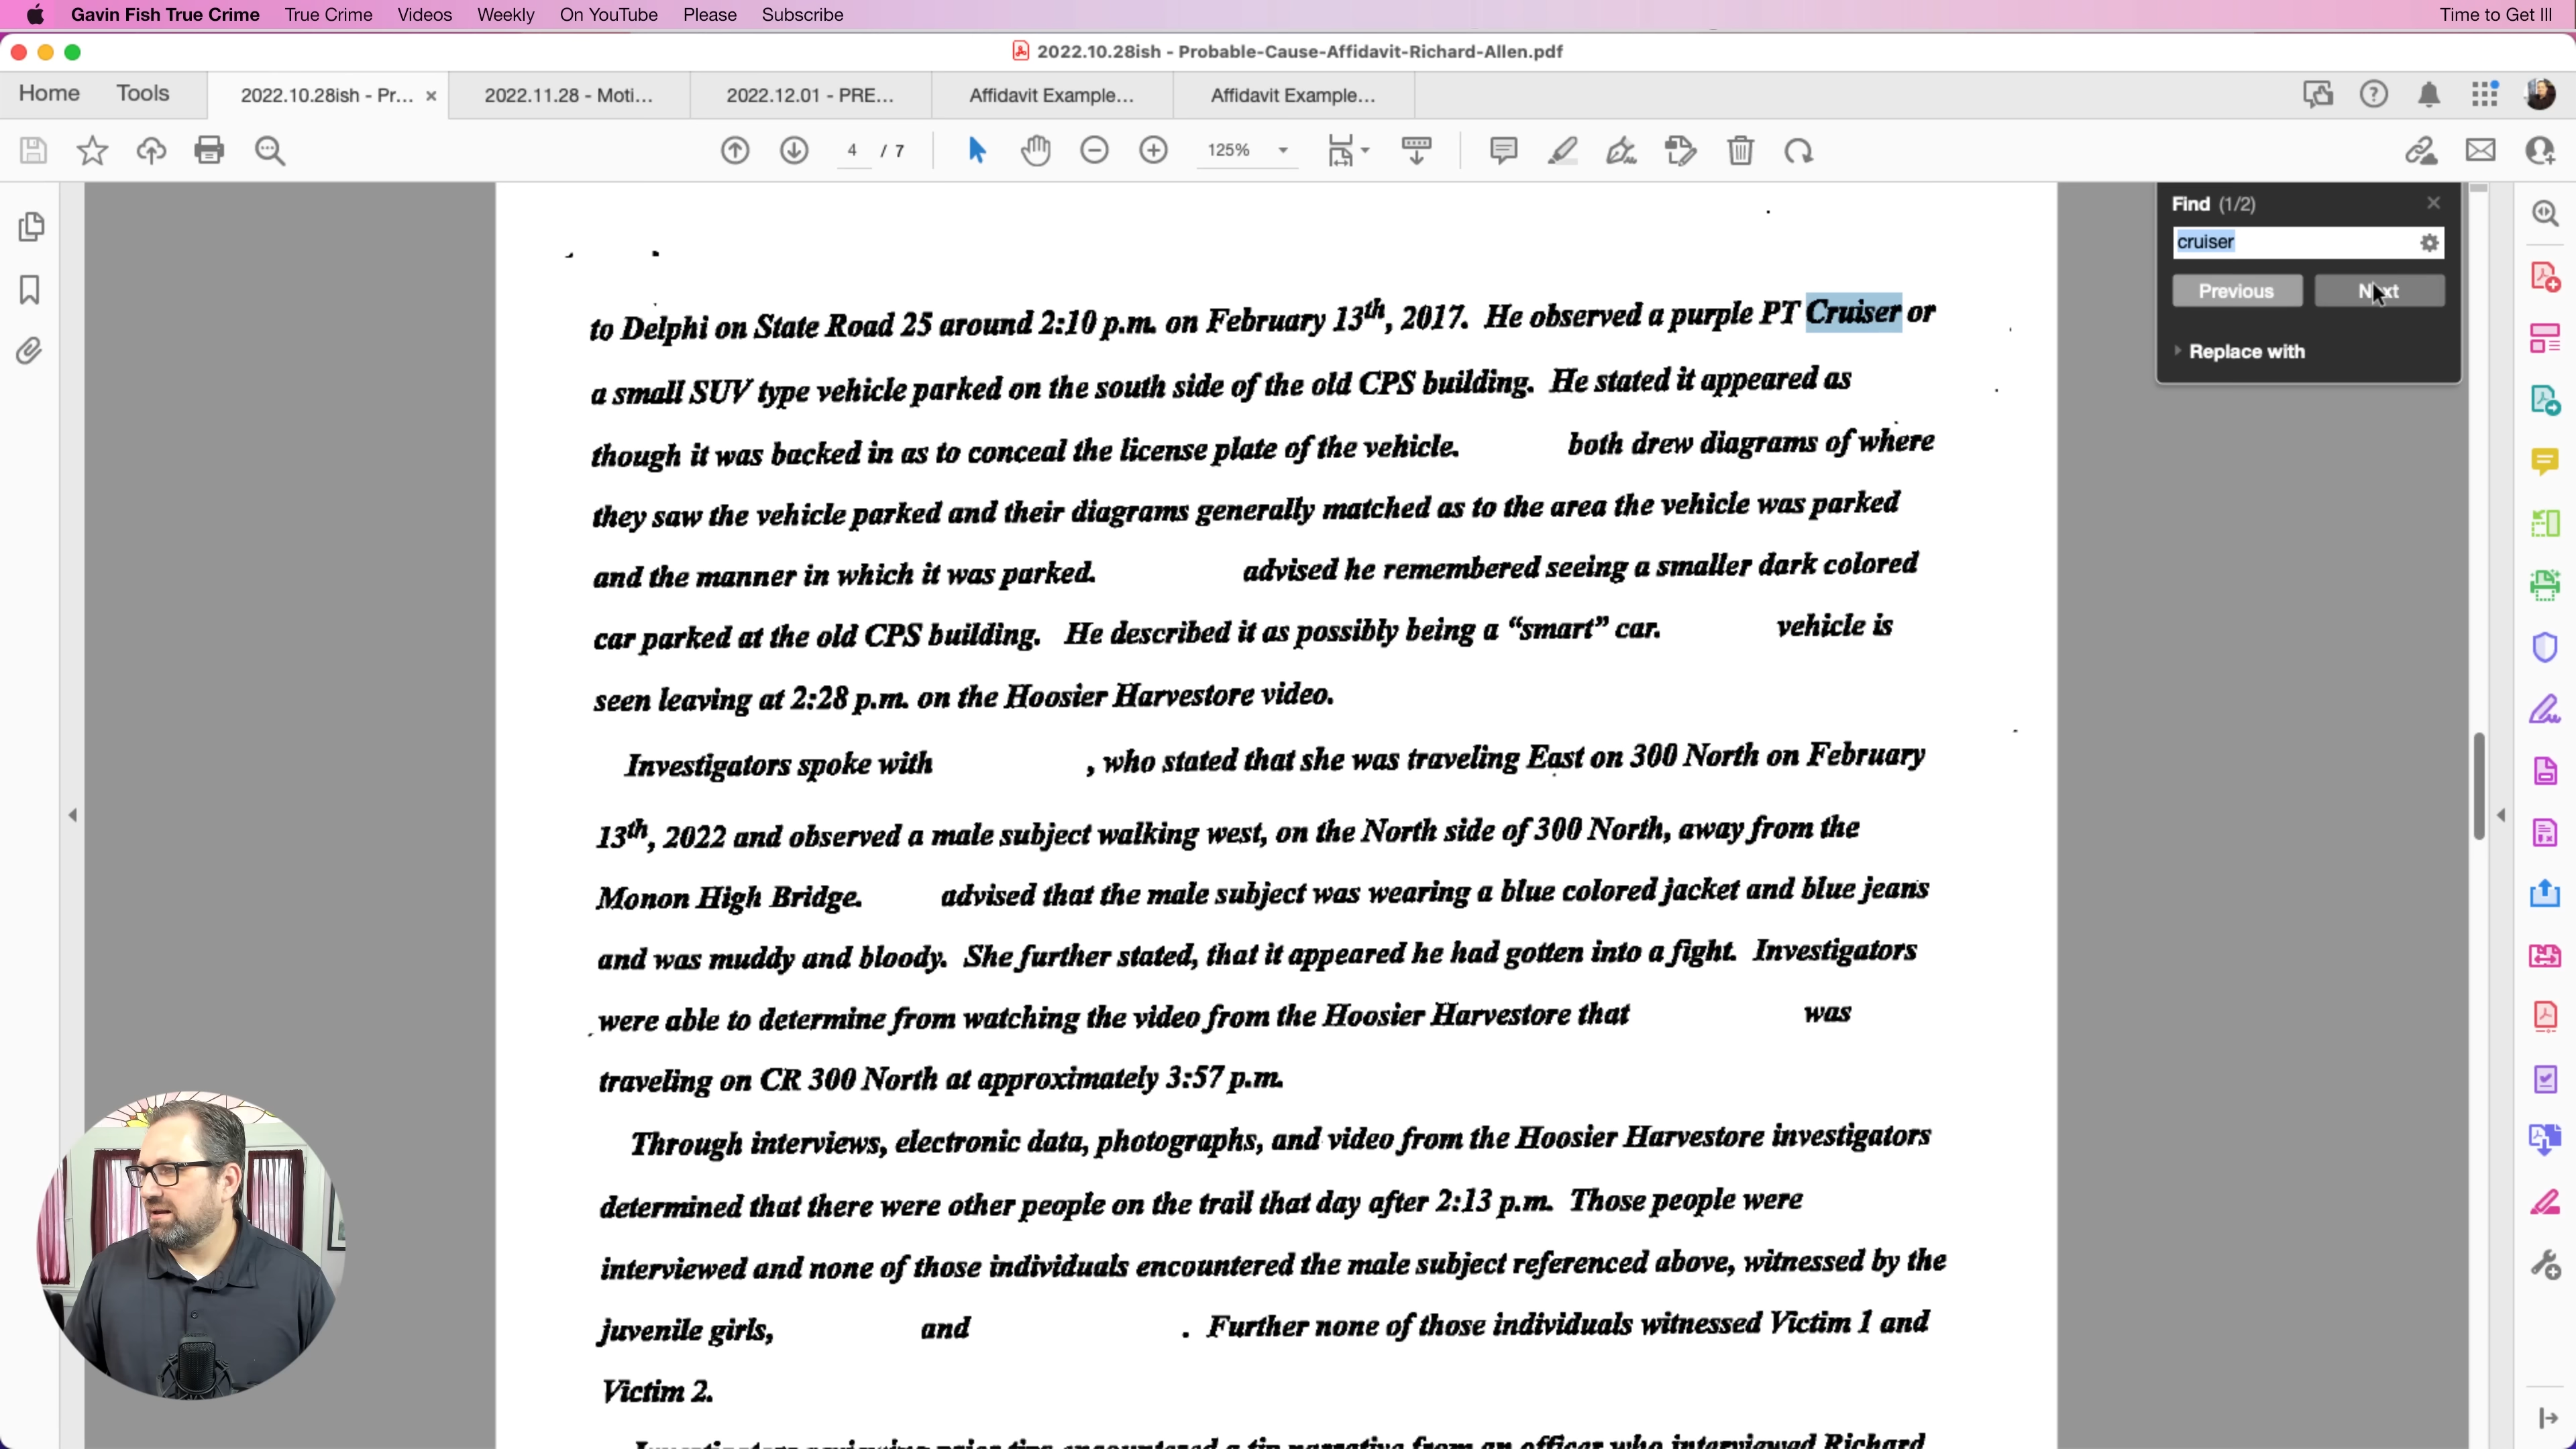 Gavin Fish True Crime True Crime Videos Weekly On YouTube Please Subscribe Time to Get Ill
2022.10.28ish - Probable-Cause-Affidavit-Richard-Allen.pdf
Home Tools 2022.10.28ish - Pr... 2022.11.28 - Moti... 2022.12.01 - PRE... Affidavit Example... Affidavit Example...
4 / 7 125%
Find (1/2)
cruiser
Previous Next
Replace with
to Delphi on State Road 25 around 2:10 p.m. on February 13th, 2017. He observed a purple PT Cruiser or
a small SUV type vehicle parked on the south side of the old CPS building. He stated it appeared as
though it was backed in as to conceal the license plate of the vehicle. both drew diagrams of where
they saw the vehicle parked and their diagrams generally matched as to the area the vehicle was parked
and the manner in which it was parked. advised he remembered seeing a smaller dark colored
car parked at the old CPS building. He described it as possibly being a “smart” car. vehicle is
seen leaving at 2:28 p.m. on the Hoosier Harvestore video.
Investigators spoke with , who stated that she was traveling East on 300 North on February
13th, 2022 and observed a male subject walking west, on the North side of 300 North, away from the
Monon High Bridge. advised that the male subject was wearing a blue colored jacket and blue jeans
and was muddy and bloody. She further stated, that it appeared he had gotten into a fight. Investigators
were able to determine from watching the video from the Hoosier Harvestore that was
traveling on CR 300 North at approximately 3:57 p.m.
Through interviews, electronic data, photographs, and video from the Hoosier Harvestore investigators
determined that there were other people on the trail that day after 2:13 p.m. Those people were
interviewed and none of those individuals encountered the male subject referenced above, witnessed by the
juvenile girls, and . Further none of those individuals witnessed Victim 1 and
Victim 2.
Investigators reviewing prior tips encountered a tip narrative from an officer who interviewed Richard